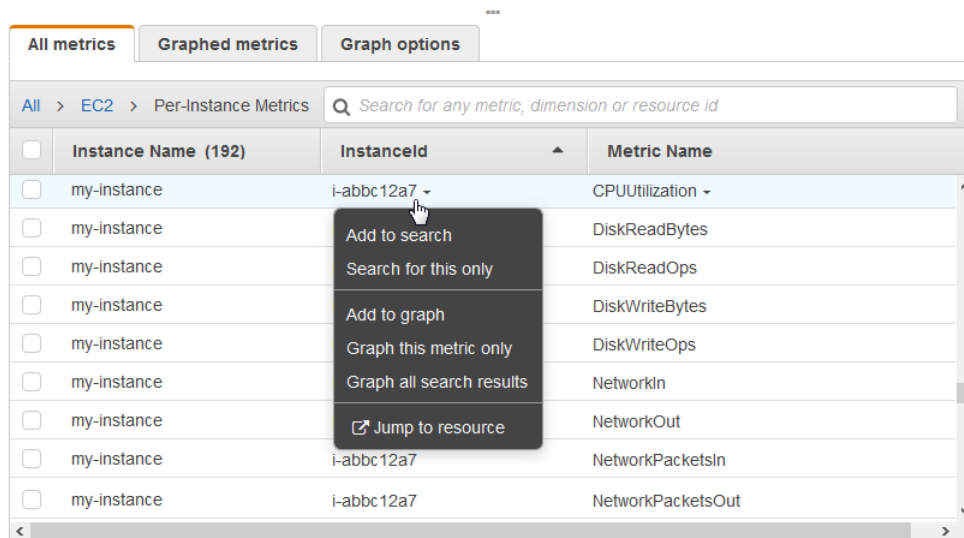 All metrics Graphed metrics Graph options
All > EC2 > Per-Instance Metrics Search for any metric, dimension or resource id
Instance Name (192) InstanceId Metric Name
my-instance i-abbc12a7 CPUUtilization
my-instance DiskReadBytes
my-instance DiskReadOps
my-instance DiskWriteBytes
my-instance DiskWriteOps
my-instance NetworkIn
my-instance NetworkOut
my-instance i-abbc12a7 NetworkPacketsIn
my-instance i-abbc12a7 NetworkPacketsOut
Add to search
Search for this only
Add to graph
Graph this metric only
Graph all search results
Jump to resource